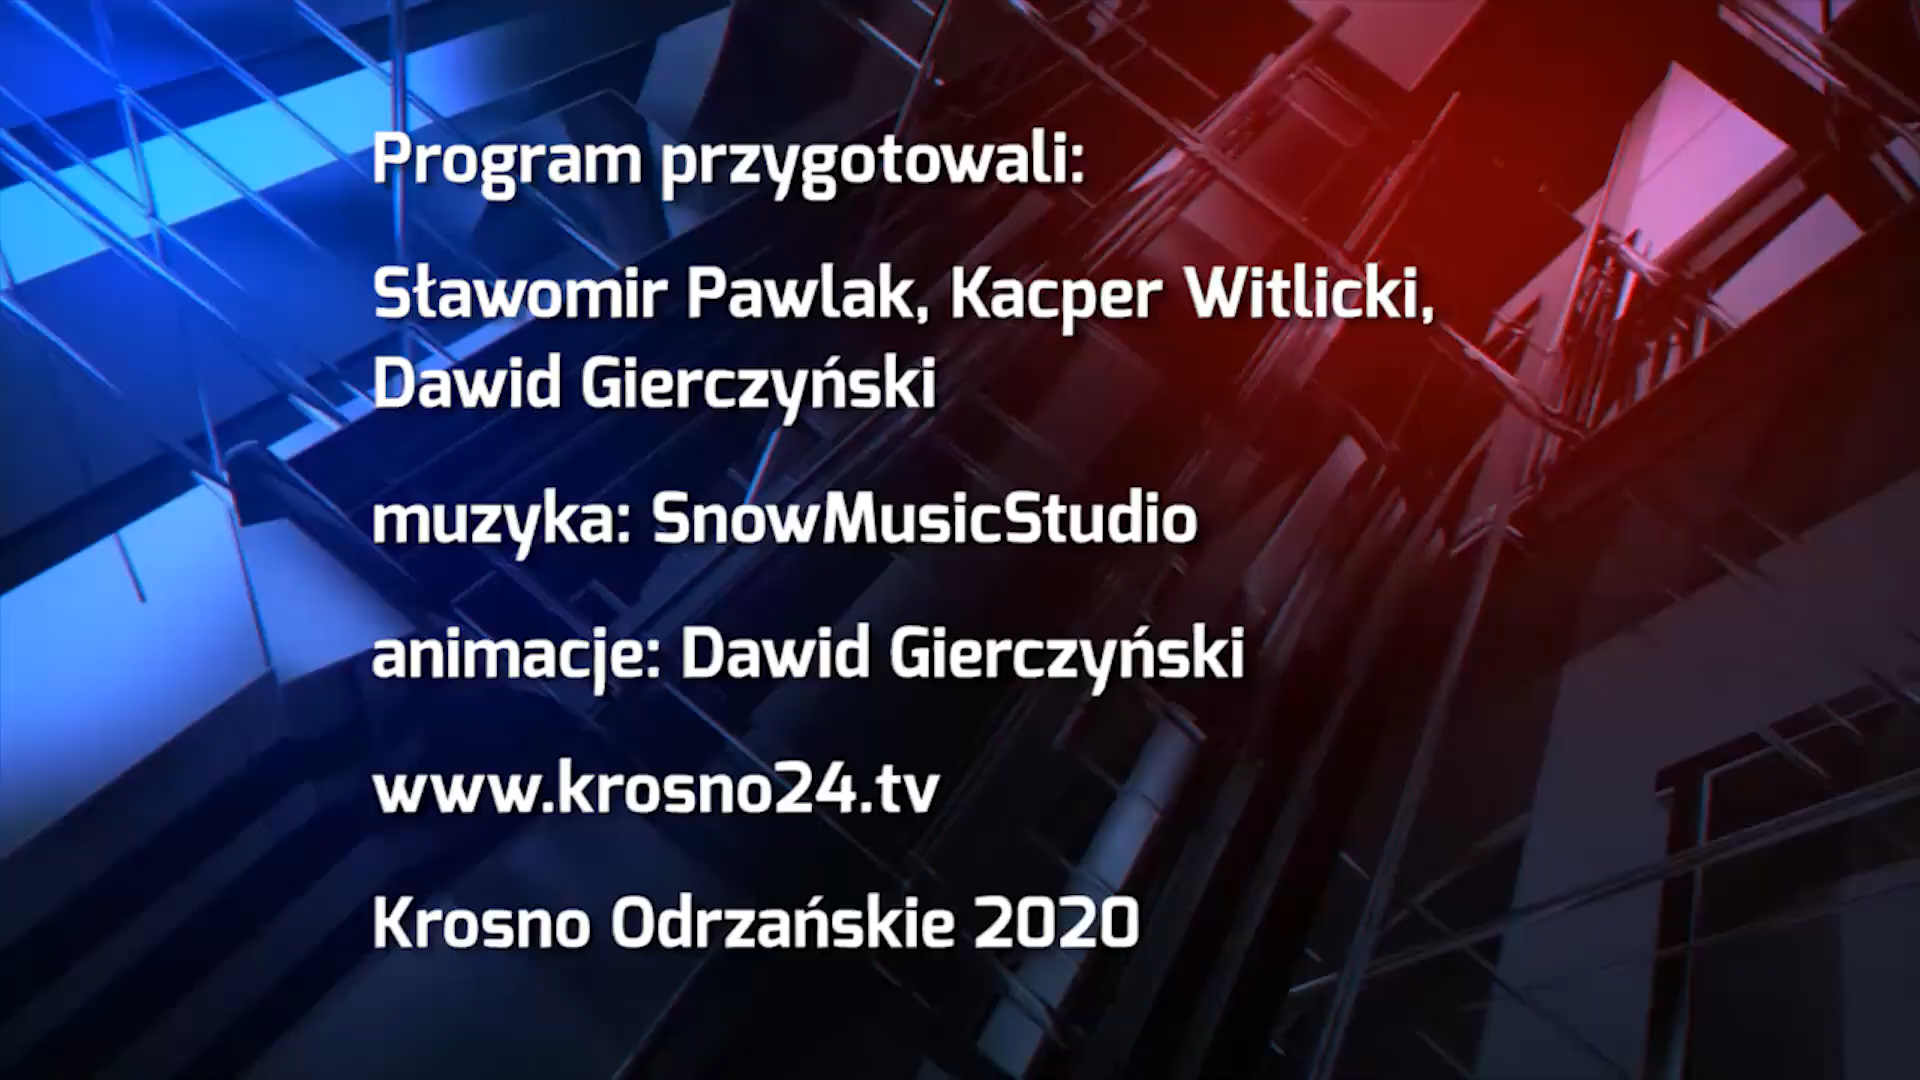 Program przygotowali:
Sławomir Pawlak, Kacper Witlicki,
Dawid Gierczyński
muzyka: SnowMusicStudio
animacje: Dawid Gierczyński
www.krosno24.tv
Krosno Odrzańskie 2020